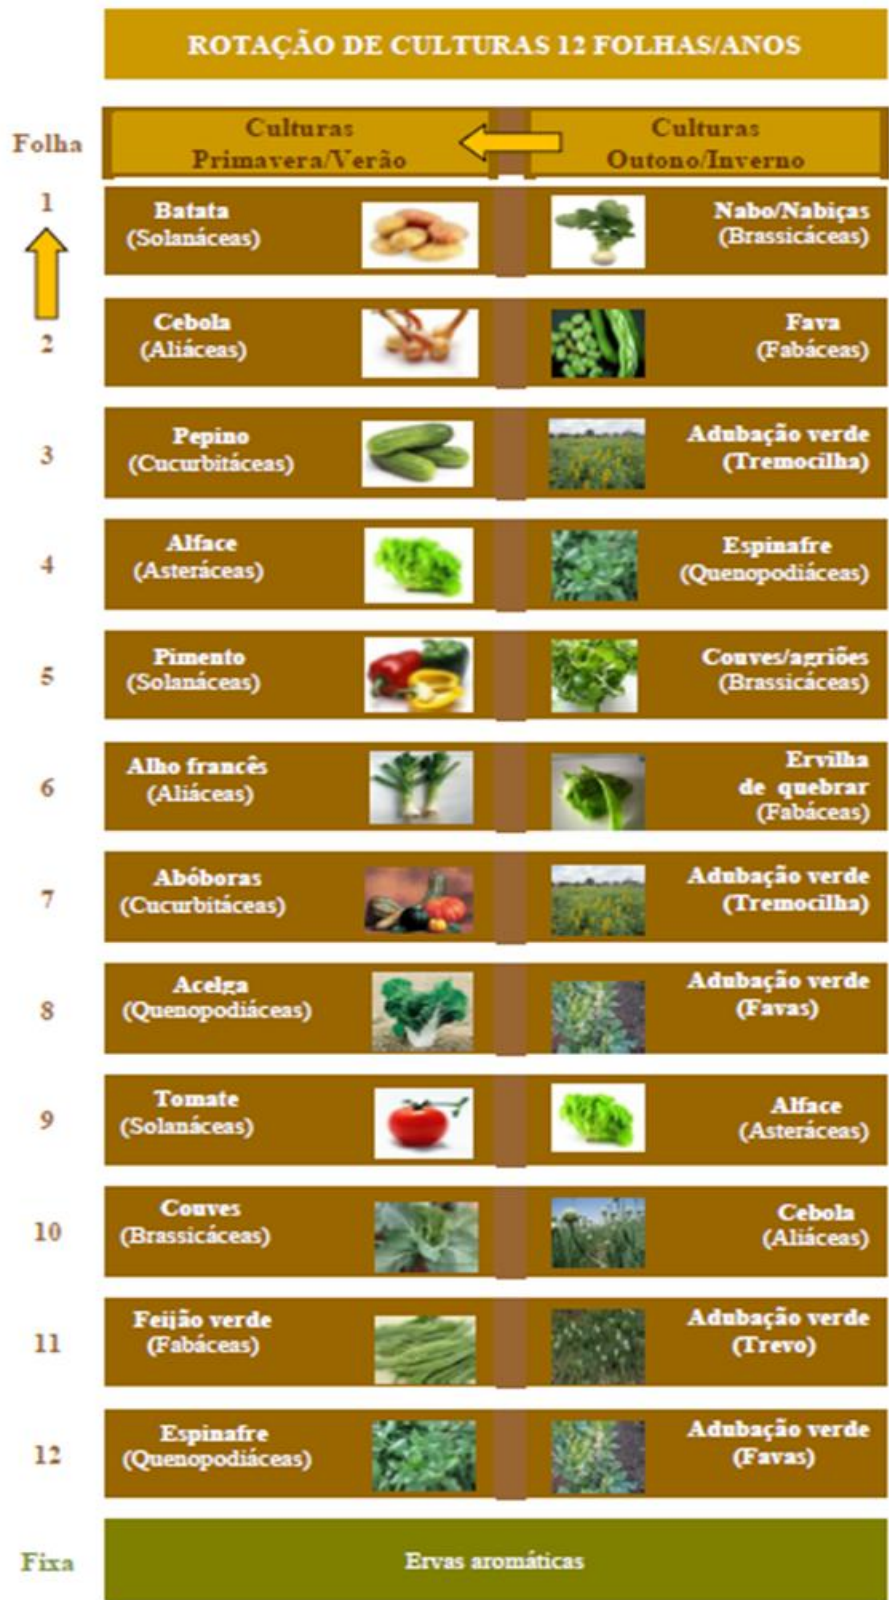 ROTAÇÃO DE CULTURAS 12 FOLHAS/ANOS
Folha
Culturas
Primavera/Verão
Culturas
Outono/Inverno
1
Batata
(Solanáceas)
Nabo/Nabiças
(Brassicáceas)
2
Cebola
(Aliáceas)
Fava
(Fabáceas)
3
Pepino
(Cucurbitáceas)
Adubação verde
(Tremocilha)
4
Alface
(Asteráceas)
Espinafre
(Quenopodiáceas)
5
Pimento
(Solanáceas)
Couves/agriões
(Brassicáceas)
6
Alho francês
(Aliáceas)
Ervilha
de quebrar
(Fabáceas)
7
Abóboras
(Cucurbitáceas)
Adubação verde
(Tremocilha)
8
Acelga
(Quenopodiáceas)
Adubação verde
(Favas)
9
Tomate
(Solanáceas)
Alface
(Asteráceas)
10
Couves
(Brassicáceas)
Cebola
(Aliáceas)
11
Feijão verde
(Fabáceas)
Adubação verde
(Trevo)
12
Espinafre
(Quenopodiáceas)
Adubação verde
(Favas)
Fixa
Ervas aromáticas